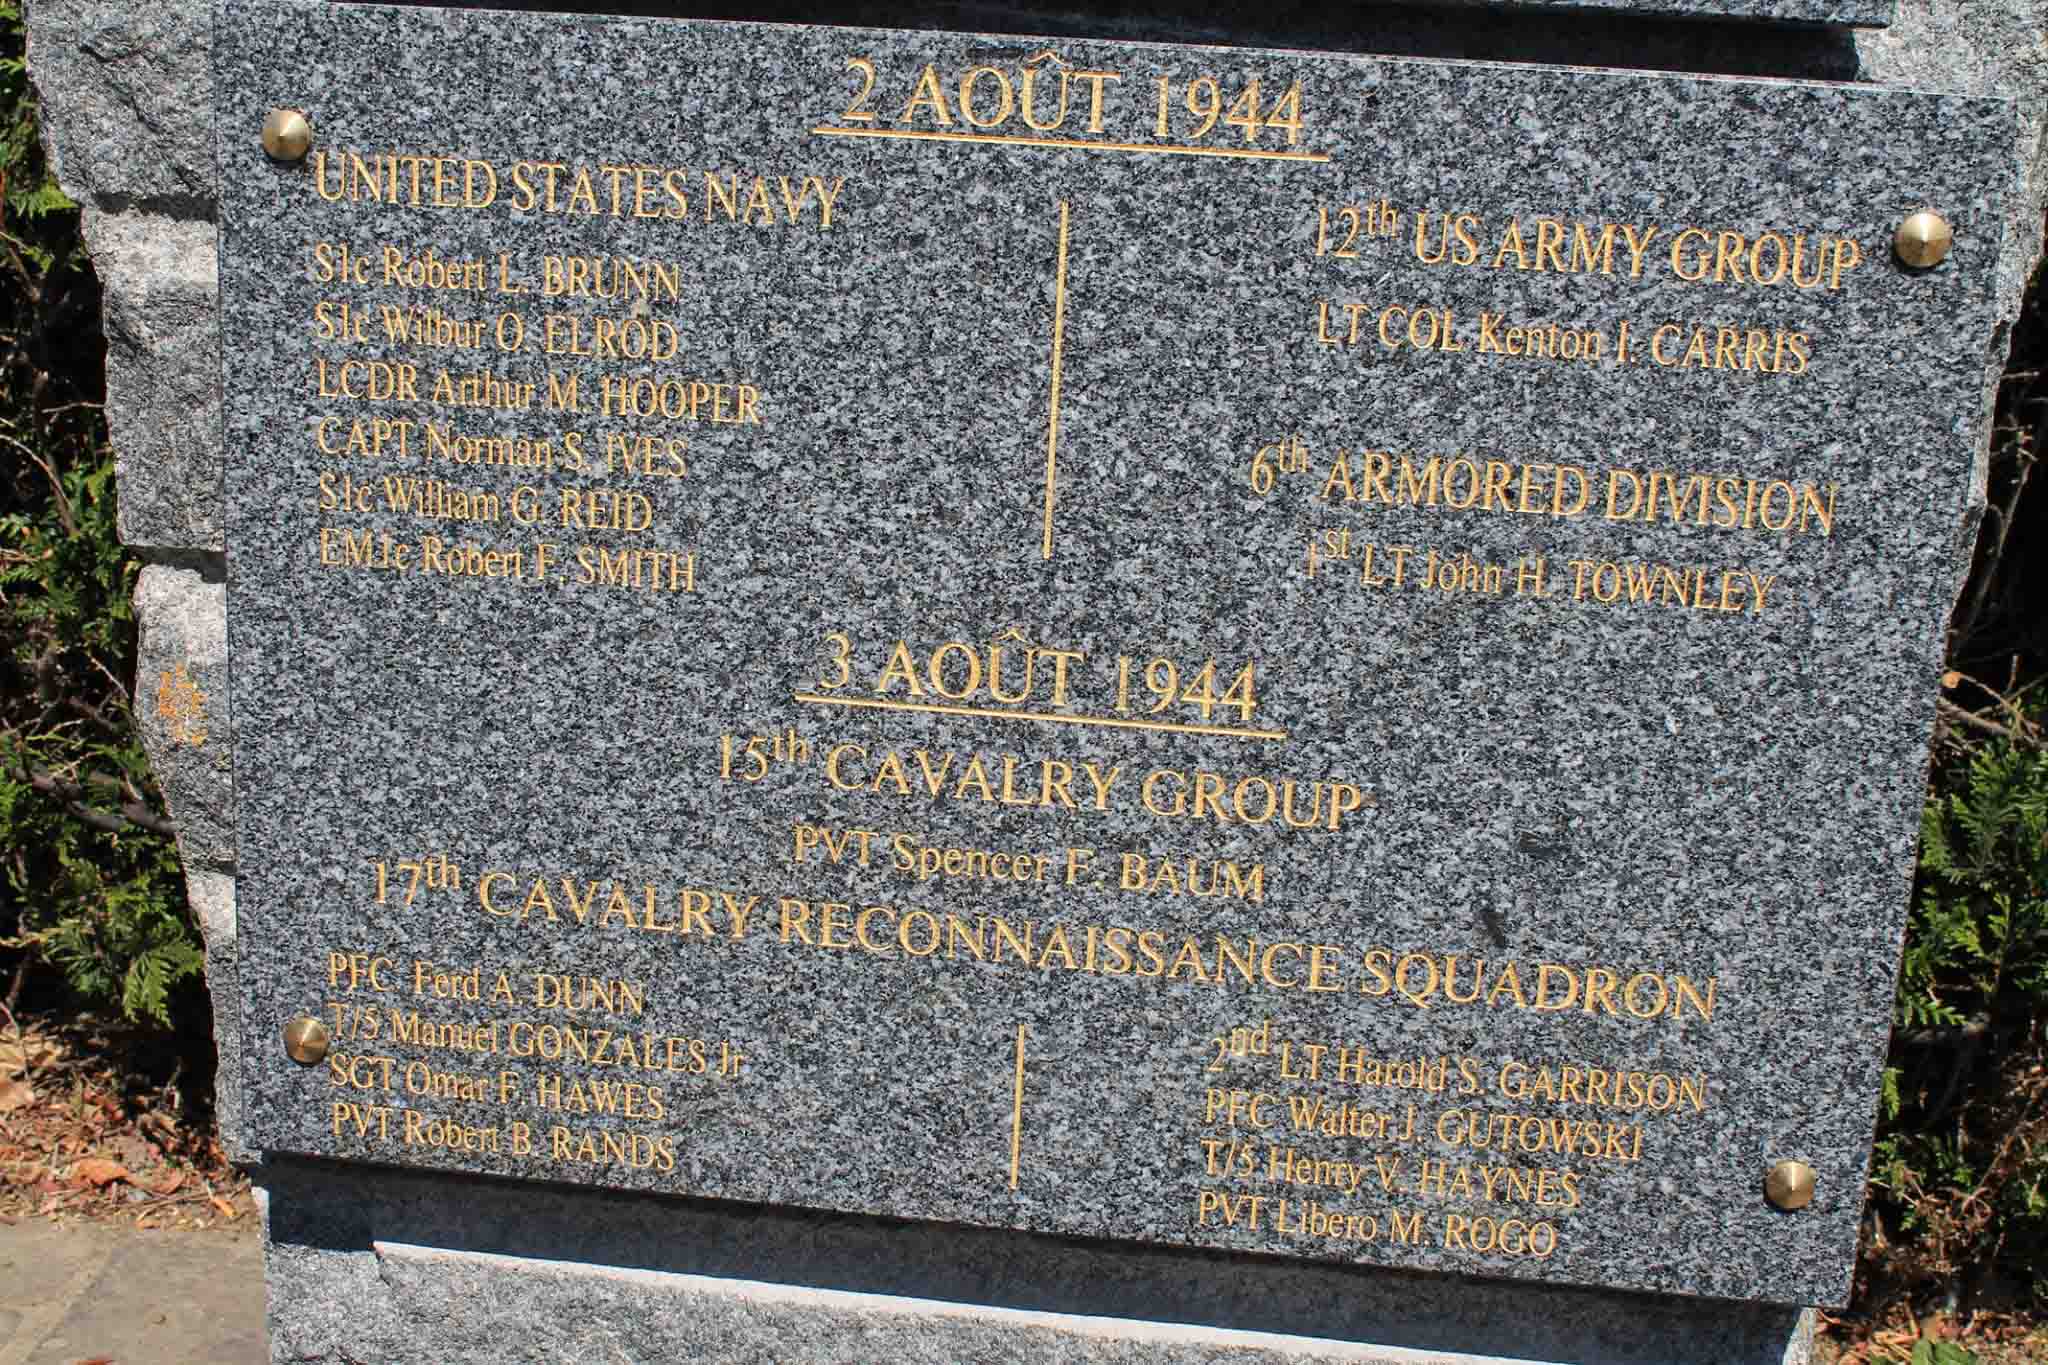 2 AOÛT 1944
UNITED STATES NAVY
S1c Robert L. BRUNN
S1c Wilbur O. ELROD
LCDR Arthur M. HOOPER
CAPT Norman S. IVES
S1c William G. REID
EM1c Robert F. SMITH
12th US ARMY GROUP
LT COL Kenton I. CARRIS
6th ARMORED DIVISION
1st LT John H. TOWNLEY
3 AOÛT 1944
15th CAVALRY GROUP
PVT Spencer F. BAUM
17th CAVALRY RECONNAISSANCE SQUADRON
PFC Ferd A. DUNN
T/5 Manuel GONZALES Jr
SGT Omar F. HAWES
PVT Robert B. RANDS
2nd LT Harold S. GARRISON
PFC Walter J. GUTOWSKI
T/5 Henry V. HAYNES
PVT Libero M. ROGO